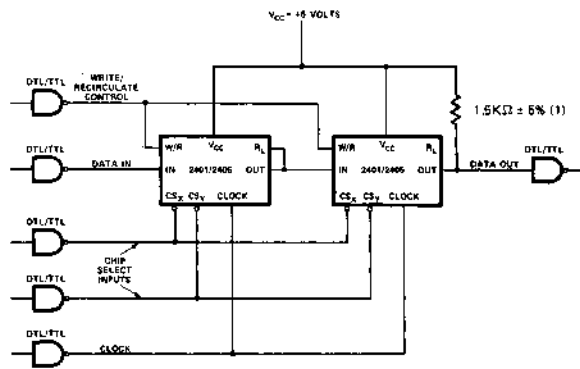 VCC = +5 VOLTS
DTL/TTL
WRITE/
RECIRCULATE
CONTROL
1.5KΩ ± 5% (1)
DTL/TTL
DATA IN
W/R
VCC
RL
IN
2401/2405
OUT
CSX
CSY
CLOCK
W/R
VCC
RL
IN
2401/2405
OUT
CSX
CSY
CLOCK
DATA OUT
DTL/TTL
DTL/TTL
CHIP
SELECT
INPUTS
DTL/TTL
DTL/TTL
CLOCK